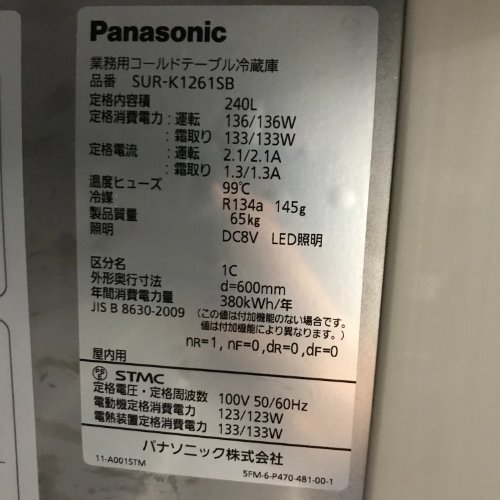 Panasonic
業務用コールドテーブル冷蔵庫
品番 SUR-K1261SB
定格内容積 240L
定格消費電力:運転 136/136W
:霜取り 133/133W
定格電流 :運転 2.1/2.1A
:霜取り 1.3/1.3A
温度ヒューズ 99℃
冷媒 R134a 145g
製品質量 65kg
照明 DC8V LED照明
区分名 1C
外形奥行寸法 d=600mm
年間消費電力量 380kWh/年
JIS B 8630-2009 (この値は付加機能のない場合です。
値は付加機能により異なります。)
nR=1, nF=0,dR=0,dF=0
屋内用
PSE STMC
定格電圧・定格周波数 100V 50/60Hz
電動機定格消費電力 123/123W
電熱装置定格消費電力 133/133W
パナソニック株式会社
11-A001STM 5FM-6-P470-481-00-1